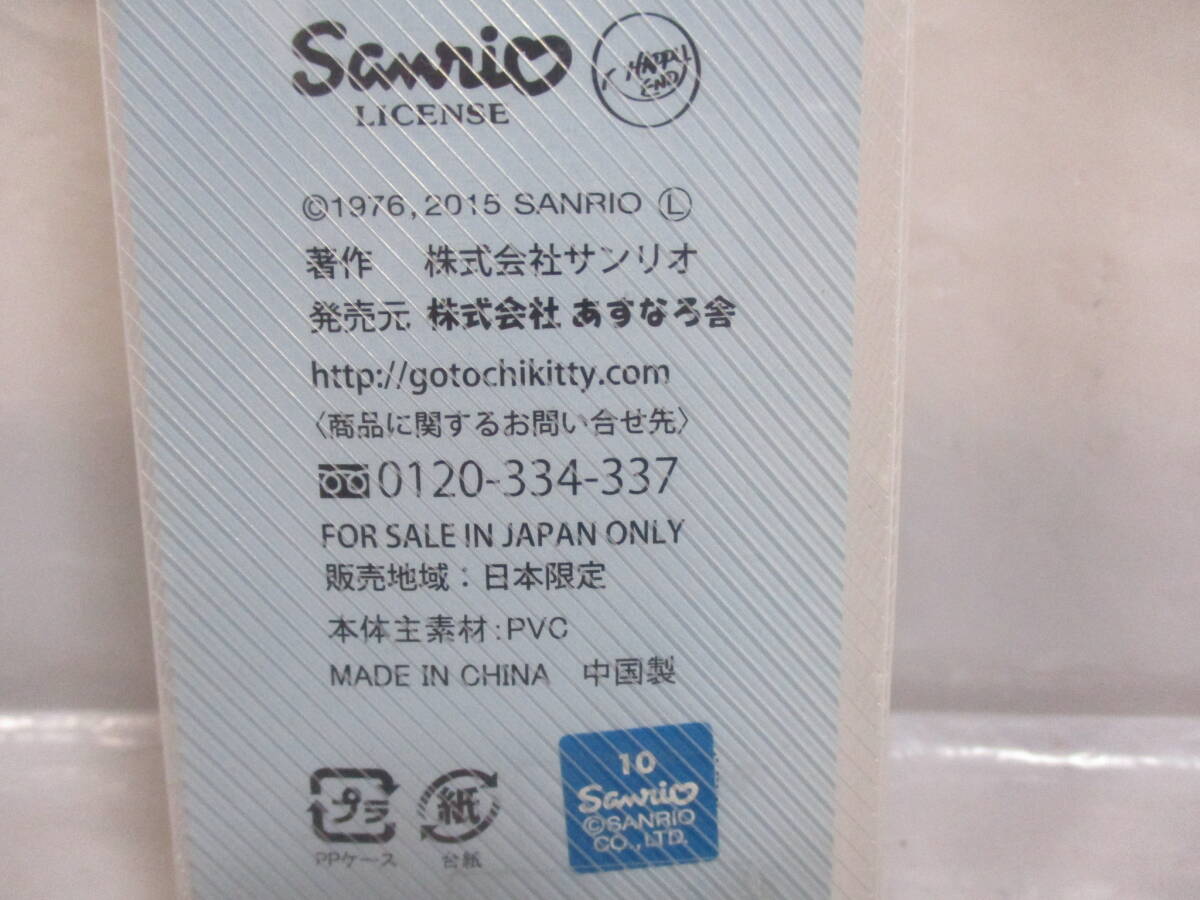 Sanrio
LICENSE
HAPPY
END
©1976, 2015 SANRIO Ⓛ
著作 株式会社サンリオ
発売元 株式会社 あすなろ舎
http://gotochikitty.com
〈商品に関するお問い合せ先〉
0120-334-337
FOR SALE IN JAPAN ONLY
販売地域：日本限定
本体主素材：PVC
MADE IN CHINA 中国製
プラ 紙
PPケース 台紙
10
Sanrio
©SANRIO
CO., LTD.